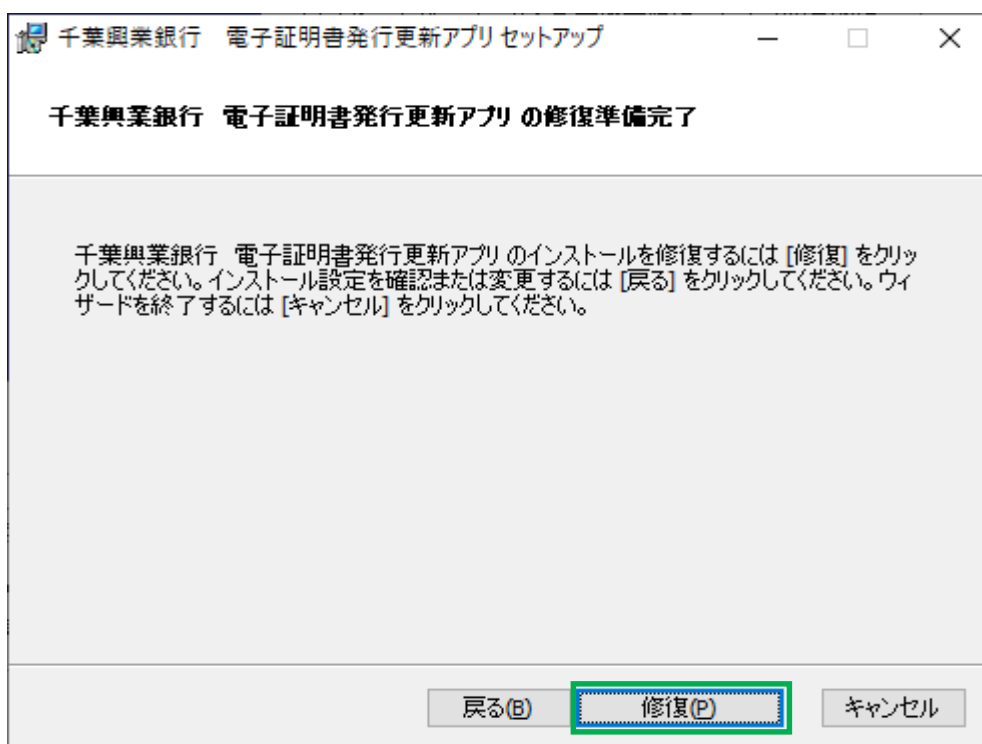 千葉興業銀行　電子証明書発行更新アプリ セットアップ
千葉興業銀行　電子証明書発行更新アプリ の修復準備完了
千葉興業銀行　電子証明書発行更新アプリ のインストールを修復するには [修復] をクリッ
クしてください。インストール設定を確認または変更するには [戻る] をクリックしてください。ウィ
ザードを終了するには [キャンセル] をクリックしてください。
戻る(B) 修復(P) キャンセル